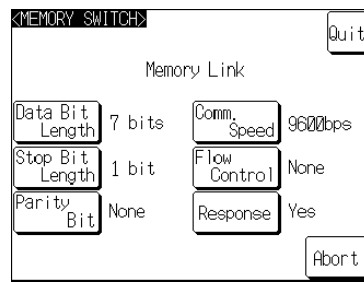 <MEMORY SWITCH>
Quit
Memory Link
Data Bit Length 7 bits
Comm. Speed 9600bps
Stop Bit Length 1 bit
Flow Control None
Parity Bit None
Response Yes
Abort